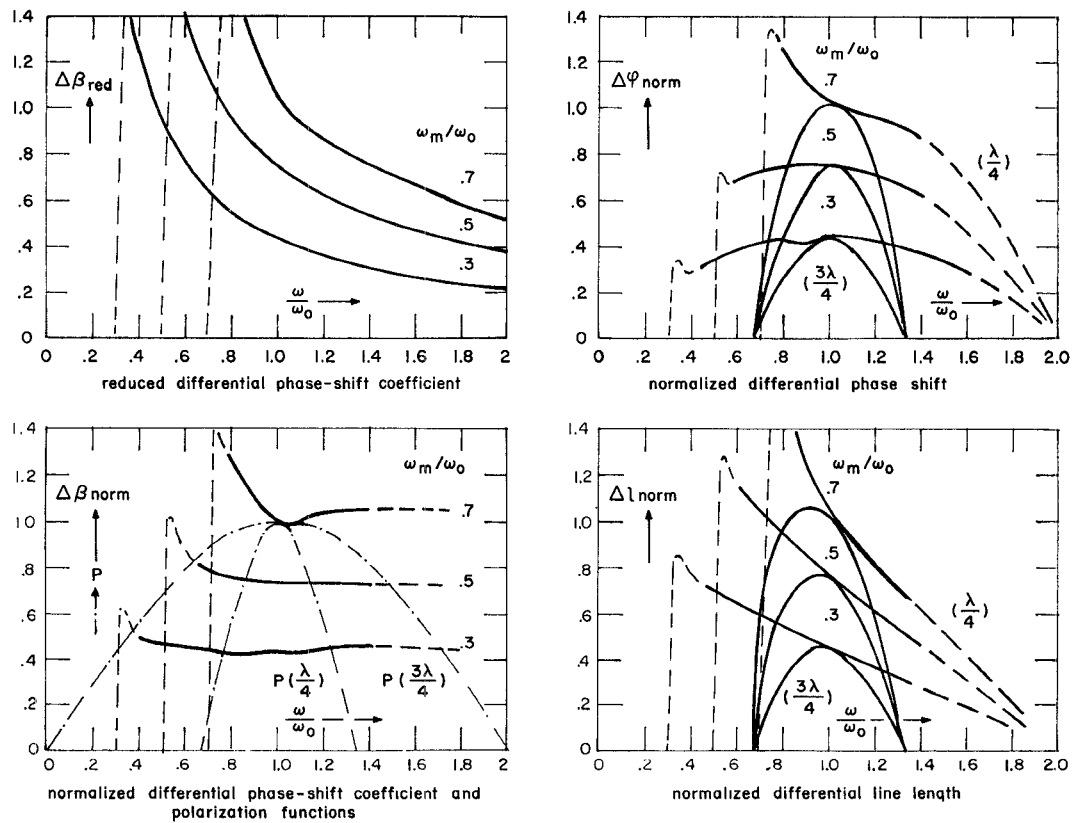 1.4
1.2
1.0
.8
.6
.4
.2
0
Δβred
ωm/ωo
.7
.5
.3
ω/ωo
0 .2 .4 .6 .8 1.0 1.2 1.4 1.6 1.8 2
reduced differential phase-shift coefficient
1.4
1.2
1.0
.8
.6
.4
.2
0
Δφnorm
ωm/ωo
.7
.5
.3
(λ/4)
(3λ/4)
ω/ωo
0 .2 .4 .6 .8 1.0 1.2 1.4 1.6 1.8 2.0
normalized differential phase shift
1.4
1.2
1.0
.8
.6
.4
.2
0
Δβnorm
P
ωm/ωo
.7
.5
.3
P(λ/4) P(3λ/4)
ω/ωo
0 .2 .4 .6 .8 1.0 1.2 1.4 1.6 1.8 2.0
normalized differential phase-shift coefficient and
polarization functions
1.4
1.2
1.0
.8
.6
.4
.2
0
Δlnorm
ωm/ωo
.7
.5
.3
(λ/4)
(3λ/4)
ω/ωo
0 .2 .4 .6 .8 1.0 1.2 1.4 1.6 1.8 2.0
normalized differential line length